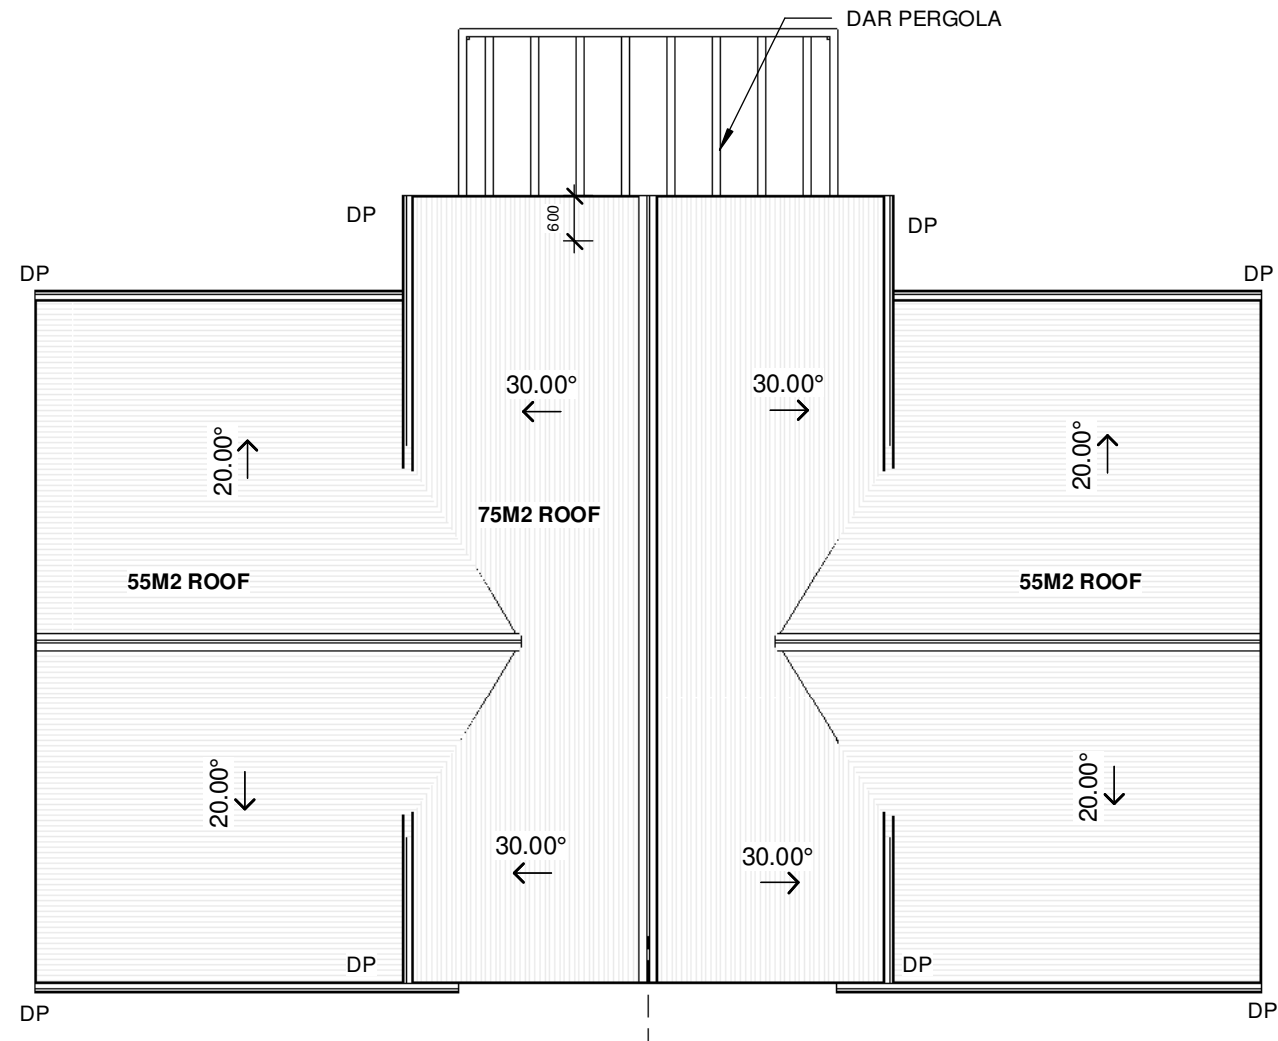 DAR PERGOLA
DP
600
DP
DP
DP
30.00°
30.00°
20.00°
20.00°
75M2 ROOF
55M2 ROOF
55M2 ROOF
20.00°
20.00°
30.00°
30.00°
DP
DP
DP
DP